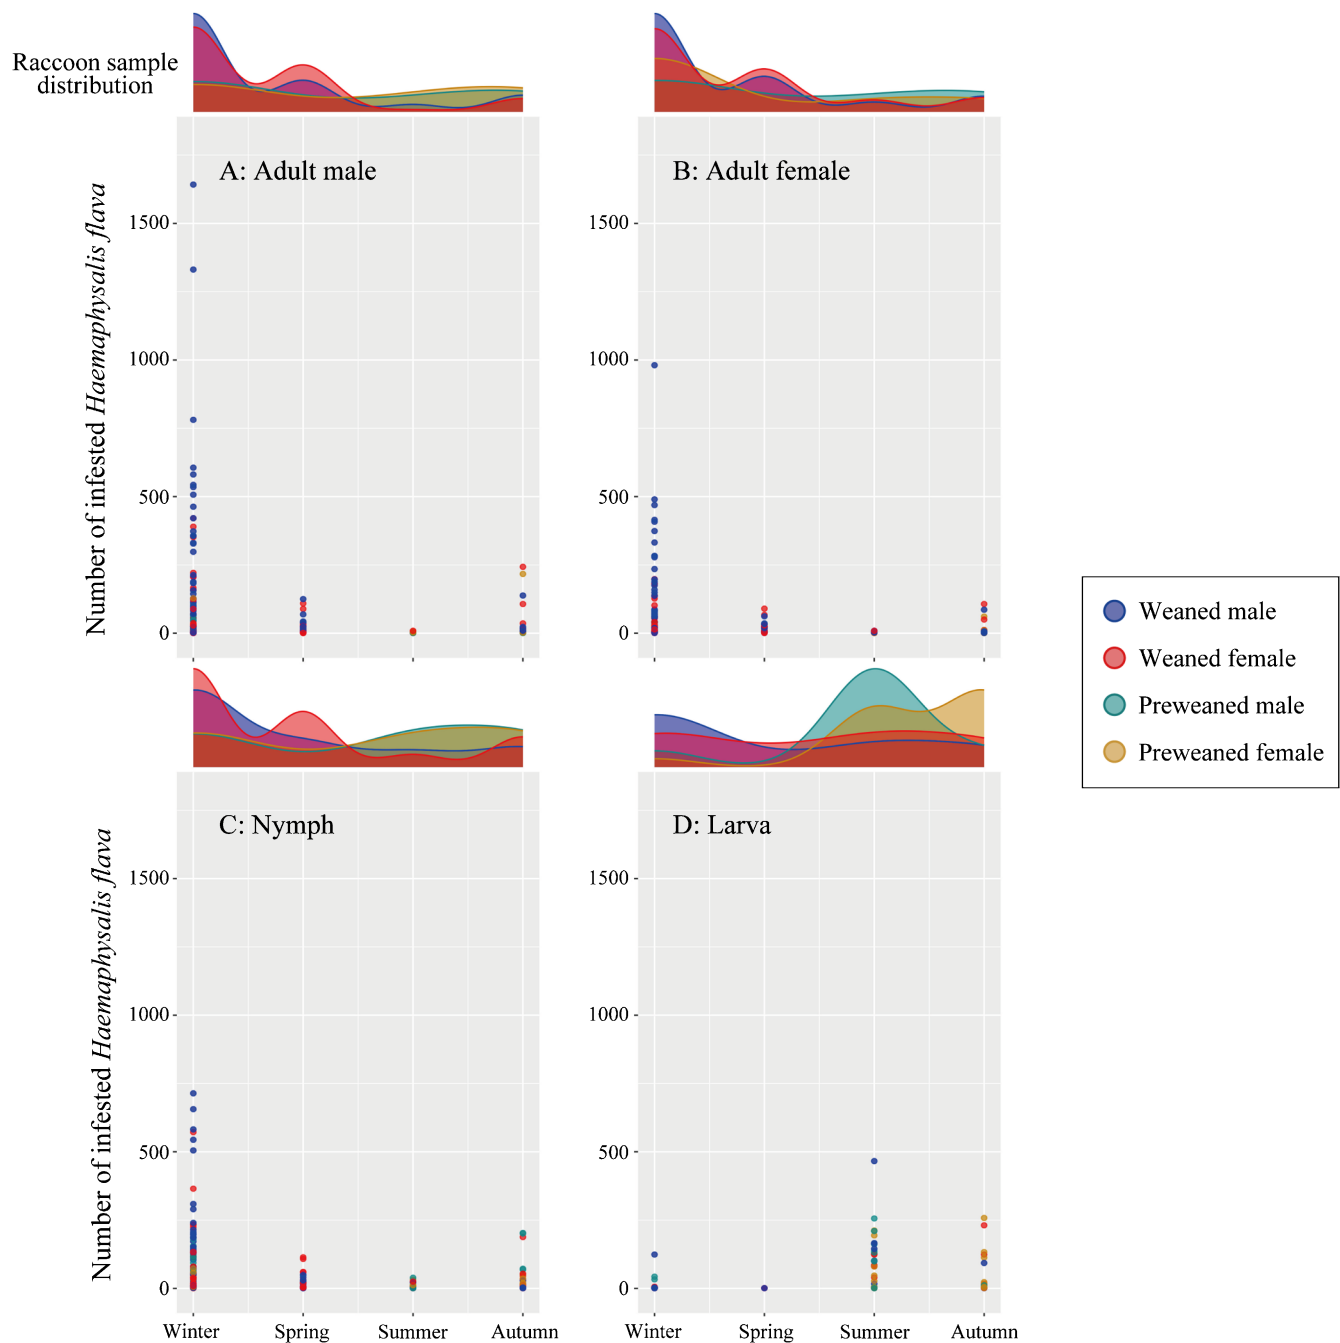 Raccoon sample
distribution
A: Adult male
B: Adult female
Number of infested Haemaphysalis flava
1500
1000
500
0
1500
1000
500
0
Weaned male
Weaned female
Preweaned male
Preweaned female
C: Nymph
D: Larva
Number of infested Haemaphysalis flava
1500
1000
500
0
1500
1000
500
0
Winter Spring Summer Autumn
Winter Spring Summer Autumn